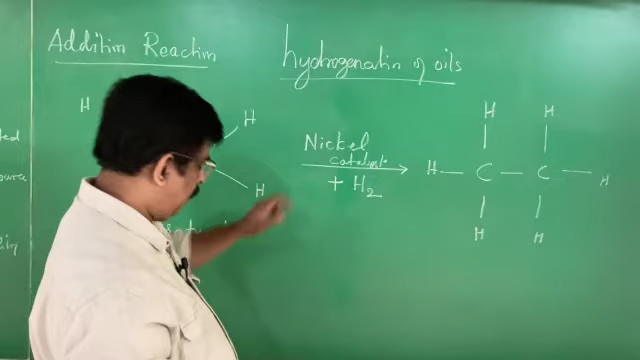 Addition Reaction
hydrogenation of oils
H
H
H
Nickel
catalyst
+ H2
H H
H C C H
H H